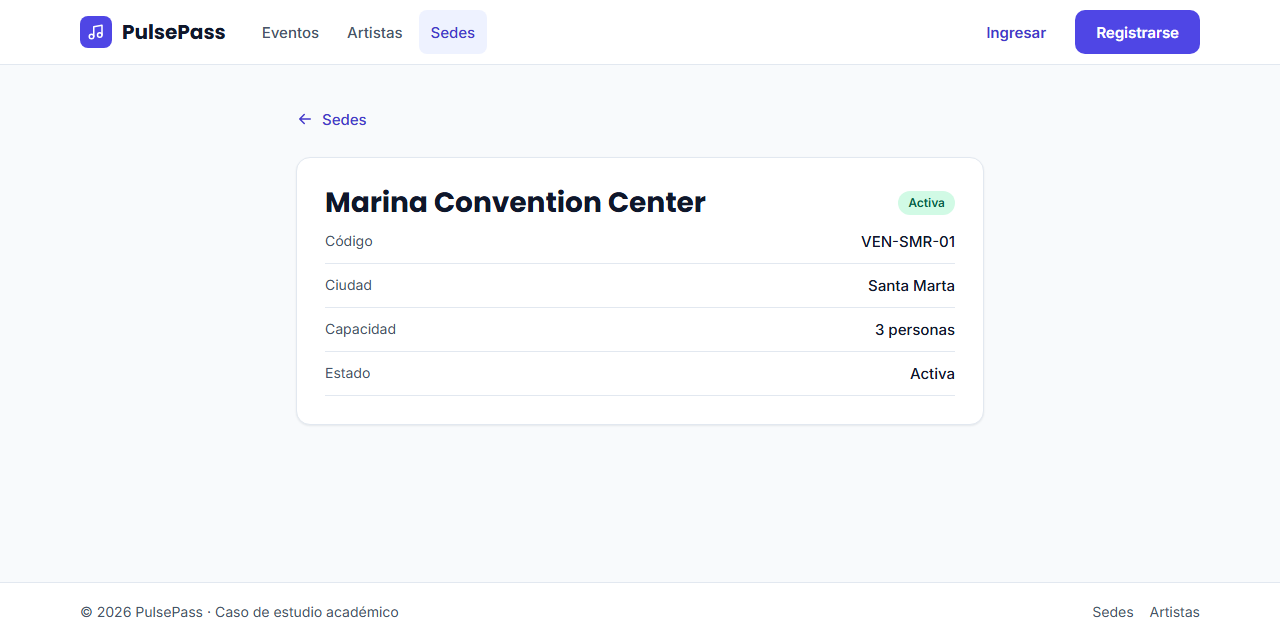 PulsePass Eventos Artistas Sedes Ingresar Registrarse
← Sedes
Marina Convention Center Activa
Código VEN-SMR-01
Ciudad Santa Marta
Capacidad 3 personas
Estado Activa
© 2026 PulsePass · Caso de estudio académico Sedes Artistas